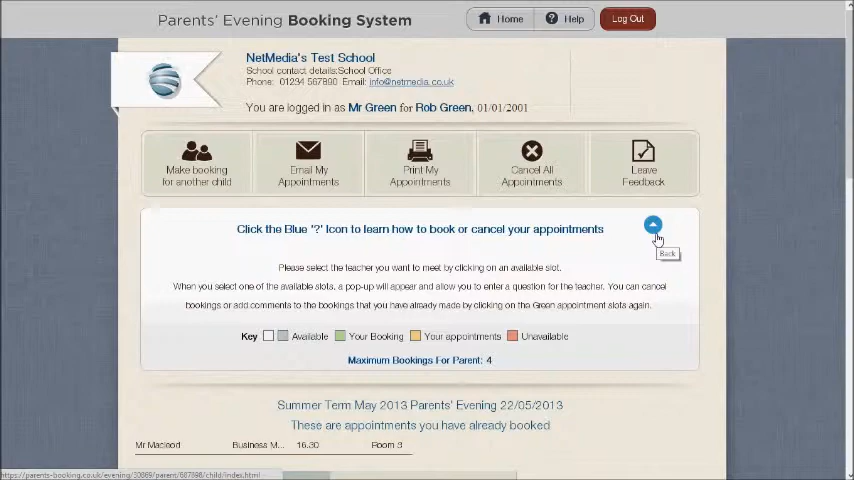 Parents' Evening Booking System
Home
Help
Log Out
NetMedia's Test School
School contact details:School Office
Phone: 01234 567890 Email: info@netmedia.co.uk
You are logged in as Mr Green for Rob Green, 01/01/2001
Make booking for another child
Email My Appointments
Print My Appointments
Cancel All Appointments
Leave Feedback
Click the Blue '?' Icon to learn how to book or cancel your appointments
Back
Please select the teacher you want to meet by clicking on an available slot.
When you select one of the available slots, a pop-up will appear and allow you to enter a question for the teacher. You can cancel
bookings or add comments to the bookings that you have already made by clicking on the Green appointment slots again.
Key Available Your Booking Your appointments Unavailable
Maximum Bookings For Parent: 4
Summer Term May 2013 Parents' Evening 22/05/2013
These are appointments you have already booked
Mr Macleod Business M... 16.30 Room 3